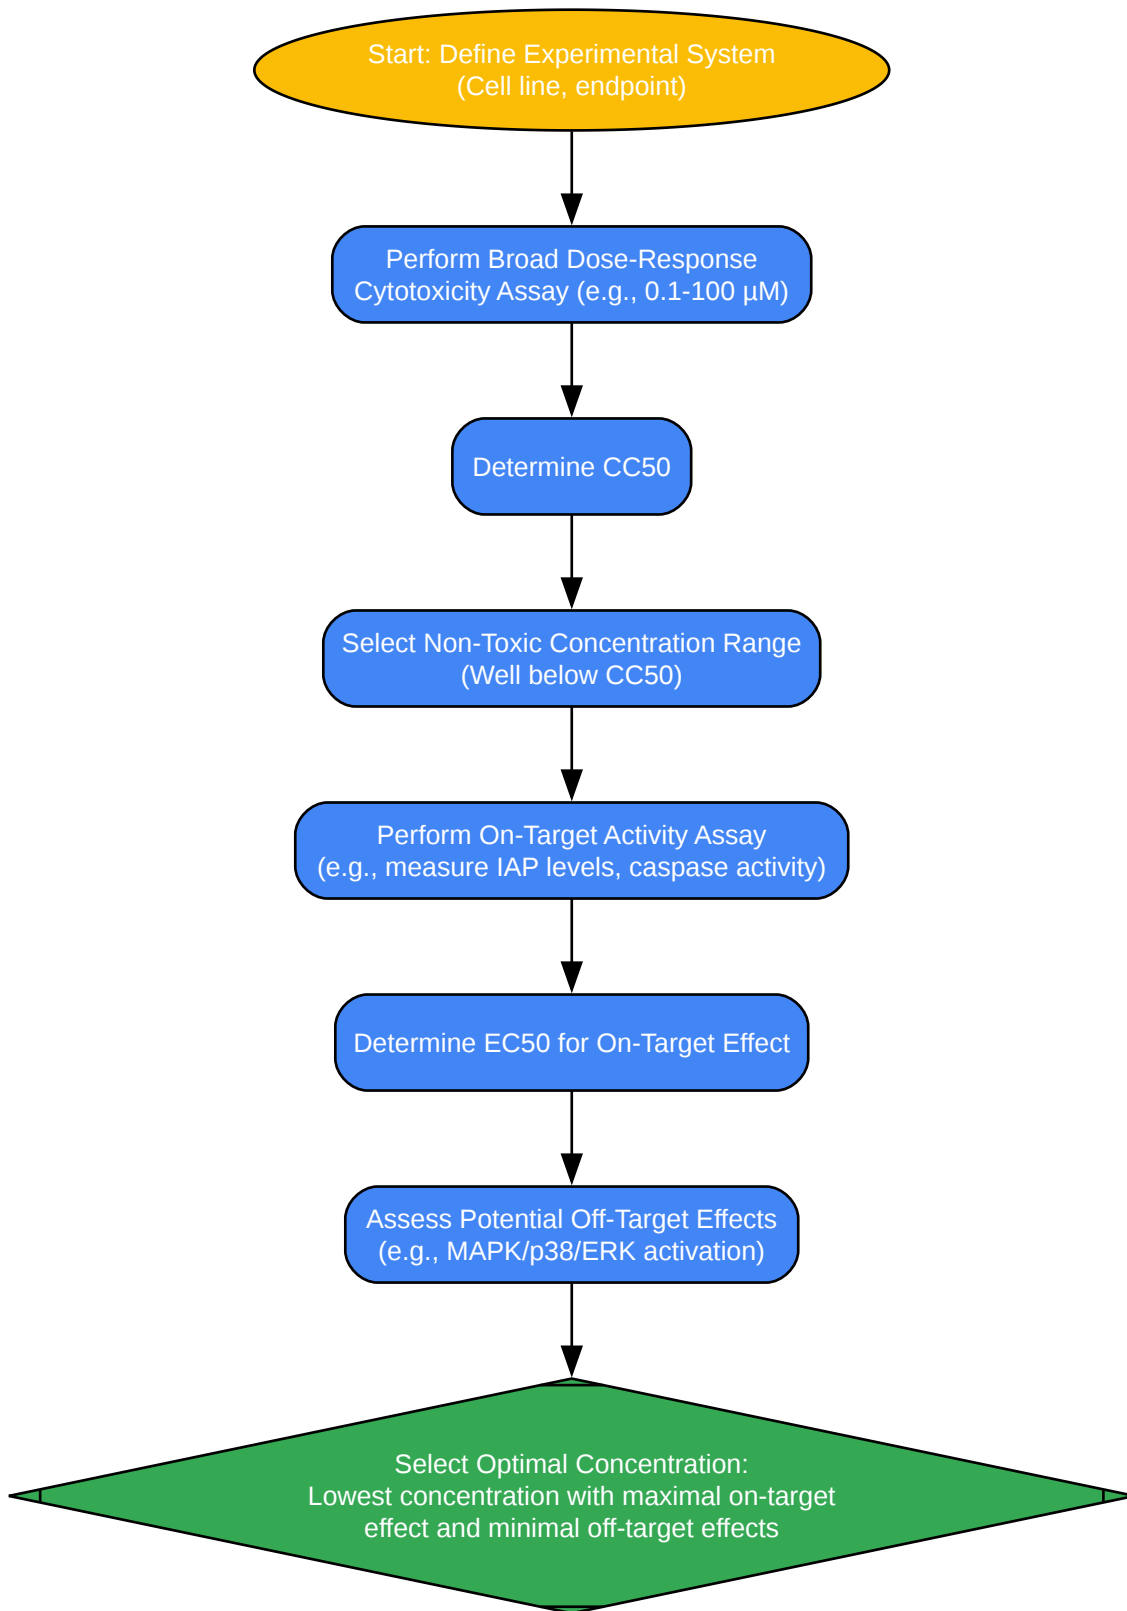 Start: Define Experimental System
(Cell line, endpoint)
Perform Broad Dose-Response
Cytotoxicity Assay (e.g., 0.1-100 µM)
Determine CC50
Select Non-Toxic Concentration Range
(Well below CC50)
Perform On-Target Activity Assay
(e.g., measure IAP levels, caspase activity)
Determine EC50 for On-Target Effect
Assess Potential Off-Target Effects
(e.g., MAPK/p38/ERK activation)
Select Optimal Concentration:
Lowest concentration with maximal on-target
effect and minimal off-target effects